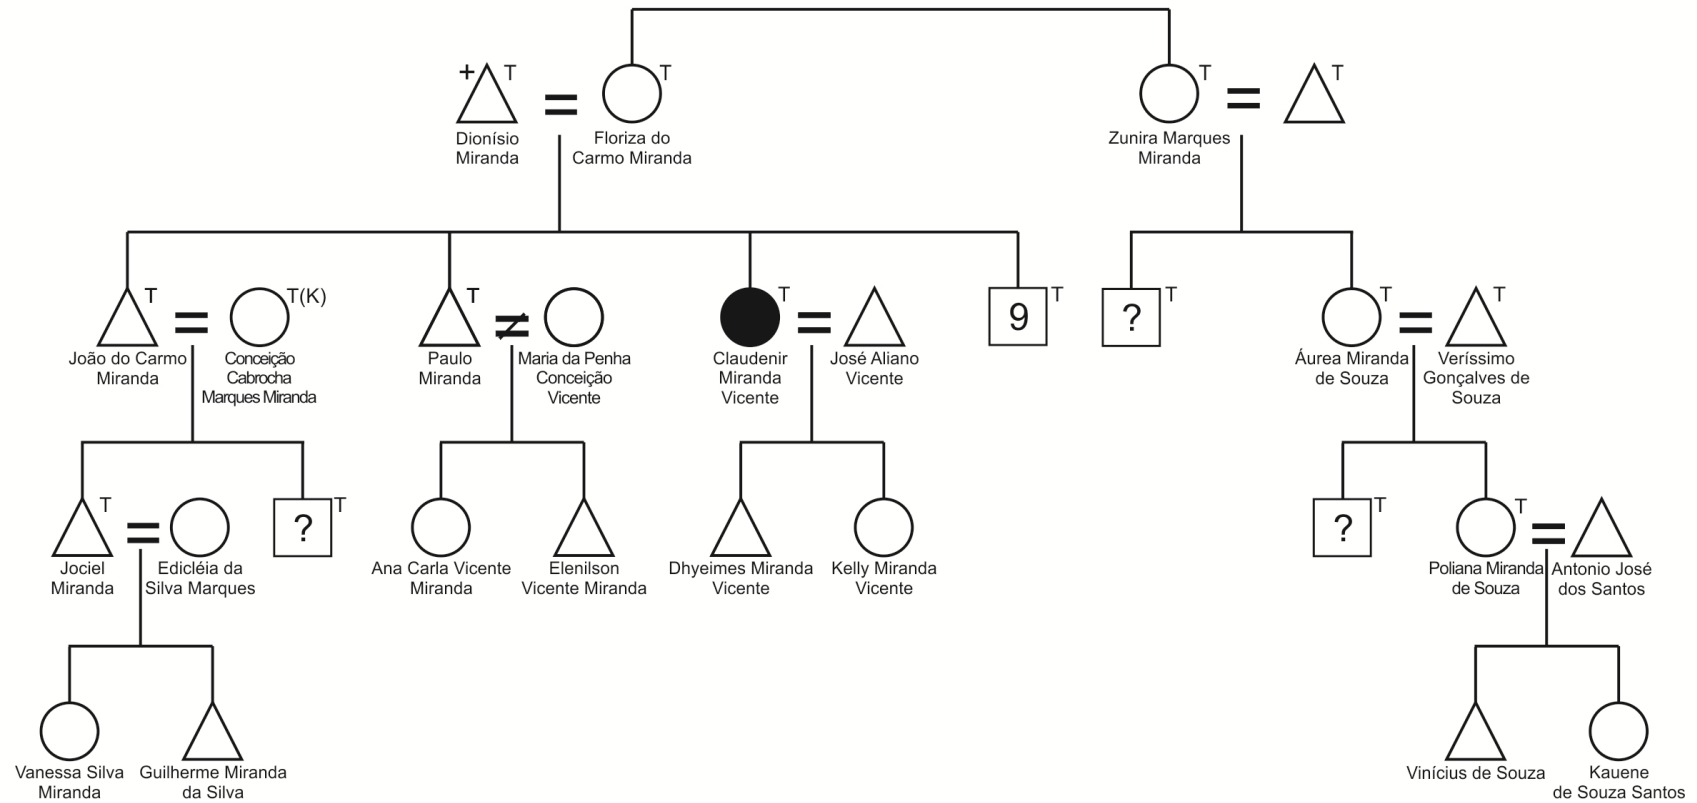 + T T T T
Dionísio
Miranda
Floriza do
Carmo Miranda
Zunira Marques
Miranda
T T(K) T T 9 T ? T T T
João do Carmo
Miranda
Conceição
Cabrocha
Marques Miranda
Paulo
Miranda
Maria da Penha
Conceição
Vicente
Claudenir
Miranda
Vicente
José Aliano
Vicente
Áurea Miranda
de Souza
Veríssimo
Gonçalves de
Souza
T ? T ? T T
Jociel
Miranda
Edicléia da
Silva Marques
Ana Carla Vicente
Miranda
Elenilson
Vicente Miranda
Dhyeimes Miranda
Vicente
Kelly Miranda
Vicente
Poliana Miranda
de Souza
Antonio José
dos Santos
Vanessa Silva
Miranda
Guilherme Miranda
da Silva
Vinícius de Souza
Kauene
de Souza Santos